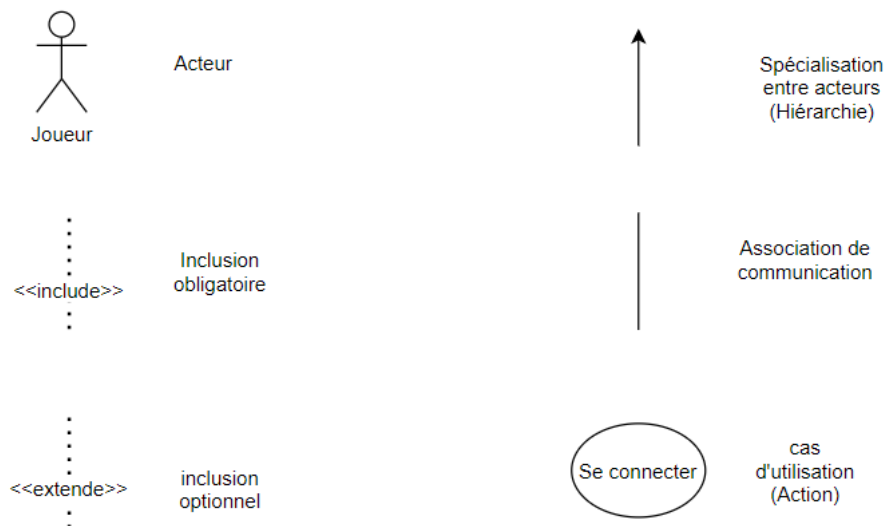 Acteur
Joueur
Spécialisation
entre acteurs
(Hiérarchie)
<<include>>
Inclusion
obligatoire
Association de
communication
<<extende>>
inclusion
optionnel
Se connecter
cas
d'utilisation
(Action)